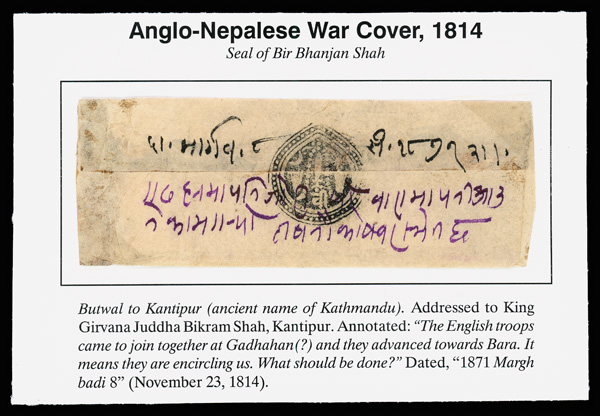 Anglo-Nepalese War Cover, 1814
Seal of Bir Bhanjan Shah
Butwal to Kantipur (ancient name of Kathmandu). Addressed to King
Girvana Juddha Bikram Shah, Kantipur. Annotated: “The English troops
came to join together at Gadhahan(?) and they advanced towards Bara. It
means they are encircling us. What should be done?” Dated, “1871 Margh
badi 8” (November 23, 1814).